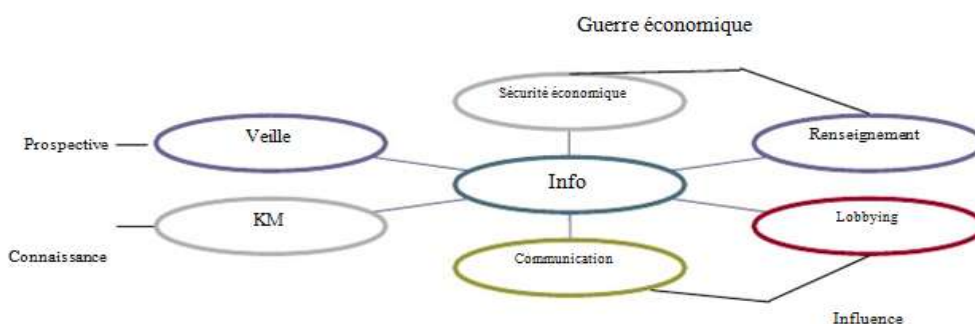 Guerre économique
Sécurité économique
Prospective
Veille
Renseignement
Info
KM
Lobbying
Connaissance
Communication
Influence